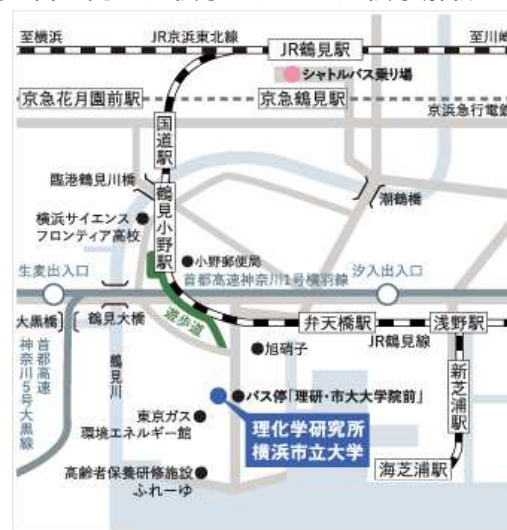 至横浜
JR京浜東北線
JR鶴見駅
至川崎
シャトルバス乗り場
京急花月園前駅
京急鶴見駅
京浜急行電鉄
国道駅
臨港鶴見川橋
潮鶴橋
鶴見小野駅
横浜サイエンス
フロンティア高校
小野郵便局
生麦出入口
首都高速神奈川1号横羽線
汐入出入口
大黒橋
鶴見大橋
遊歩道
弁天橋駅
浅野駅
JR鶴見線
首都高速
神奈川5号大黒線
鶴見川
旭硝子
新芝浦駅
バス停「理研・市大大学院前」
東京ガス
環境エネルギー館
理化学研究所
横浜市立大学
高齢者保養研修施設
ふれーゆ
海芝浦駅